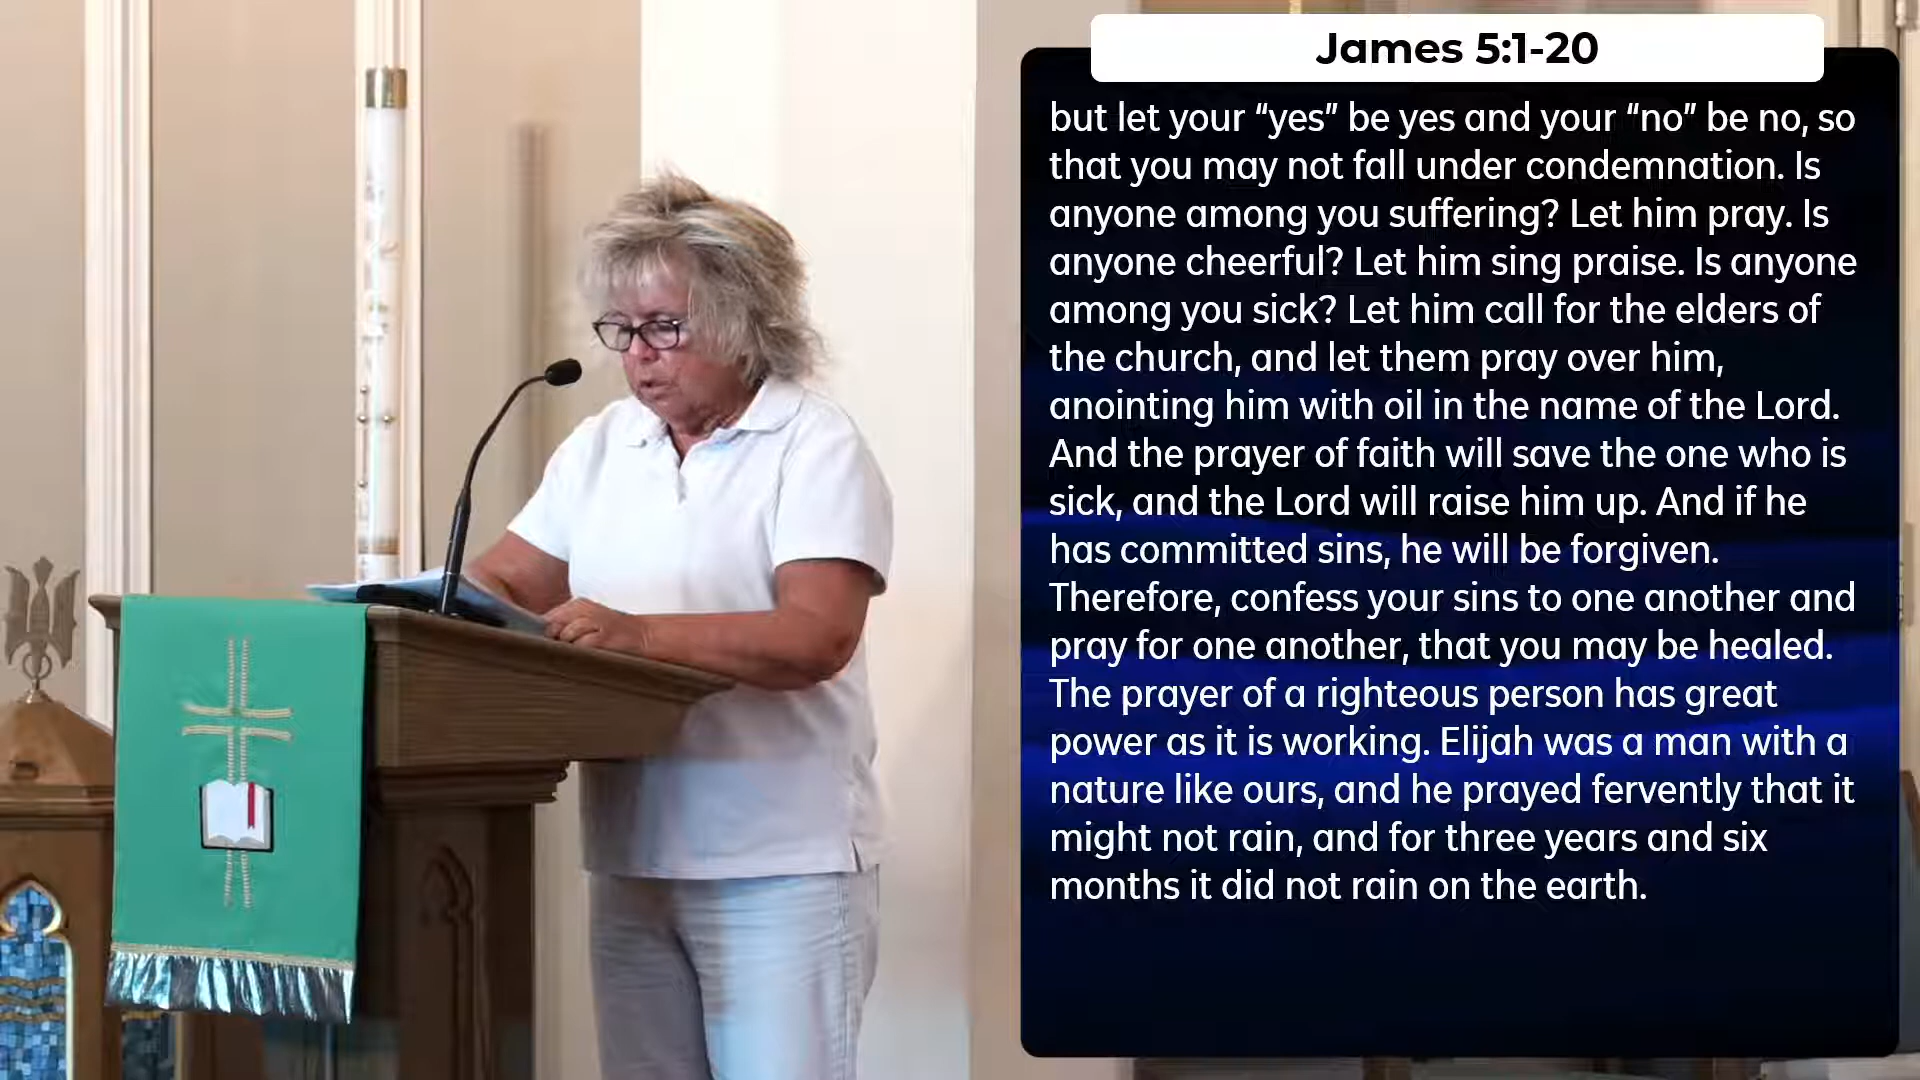 James 5:1-20
but let your “yes” be yes and your “no” be no, so
that you may not fall under condemnation. Is
anyone among you suffering? Let him pray. Is
anyone cheerful? Let him sing praise. Is anyone
among you sick? Let him call for the elders of
the church, and let them pray over him,
anointing him with oil in the name of the Lord.
And the prayer of faith will save the one who is
sick, and the Lord will raise him up. And if he
has committed sins, he will be forgiven.
Therefore, confess your sins to one another and
pray for one another, that you may be healed.
The prayer of a righteous person has great
power as it is working. Elijah was a man with a
nature like ours, and he prayed fervently that it
might not rain, and for three years and six
months it did not rain on the earth.